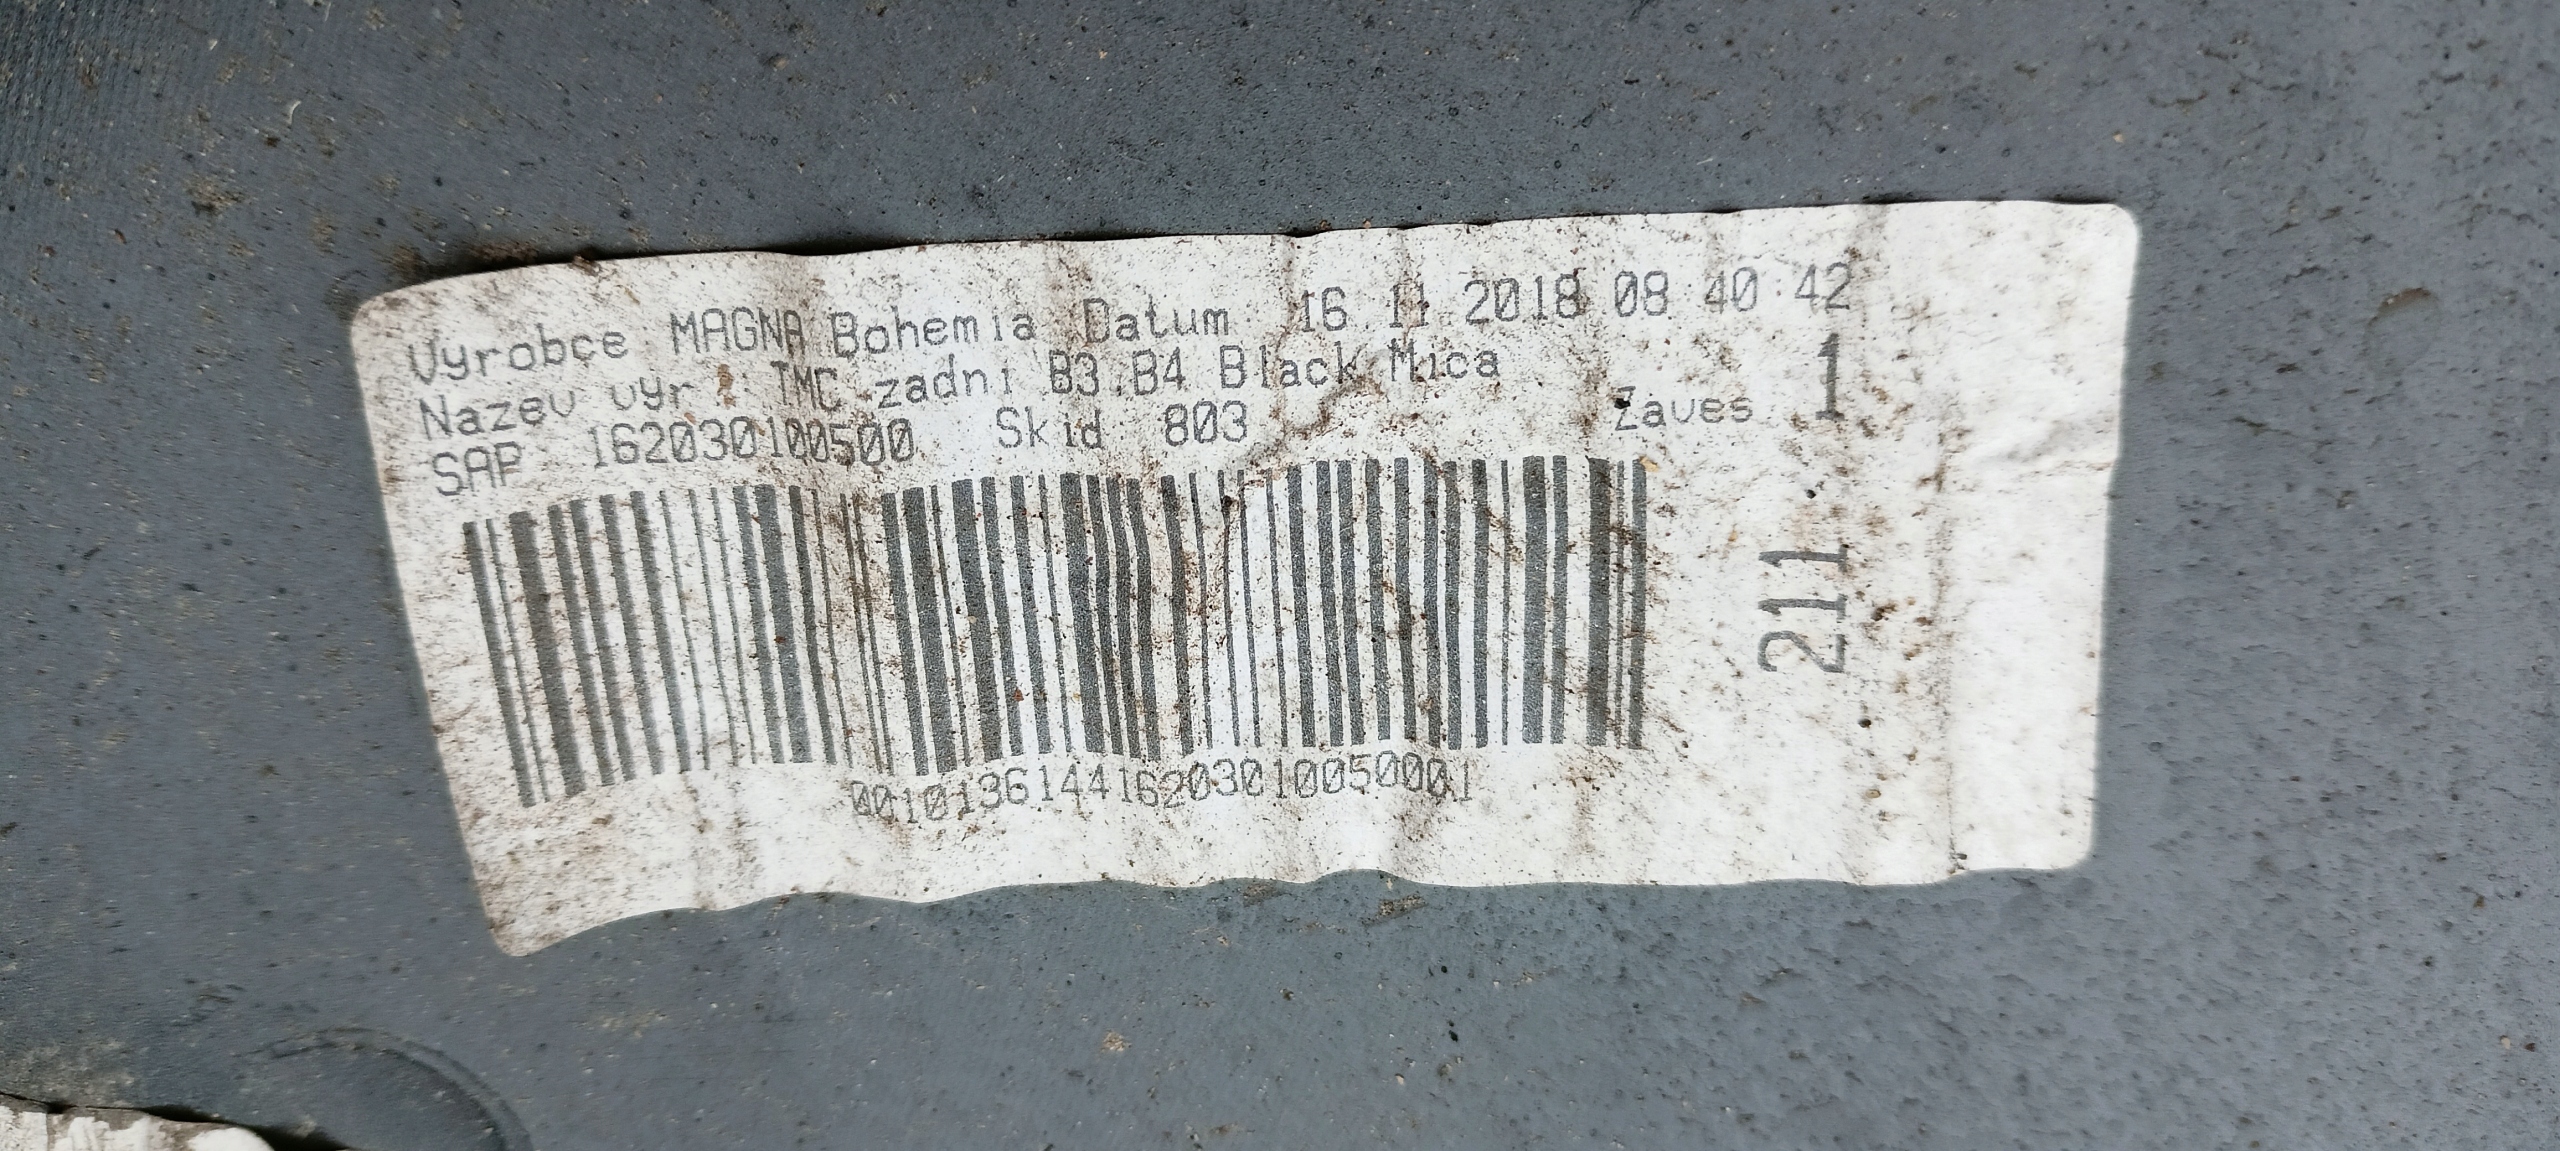 Vyrobce MAGNA Bohemia Datum 16 11 2018 08 40 42
Nazev vyr : TMC zadni B3.B4 Black Mica
SAP 162030100500 Skid 803 Zaves 1
211
001013614416203010050001